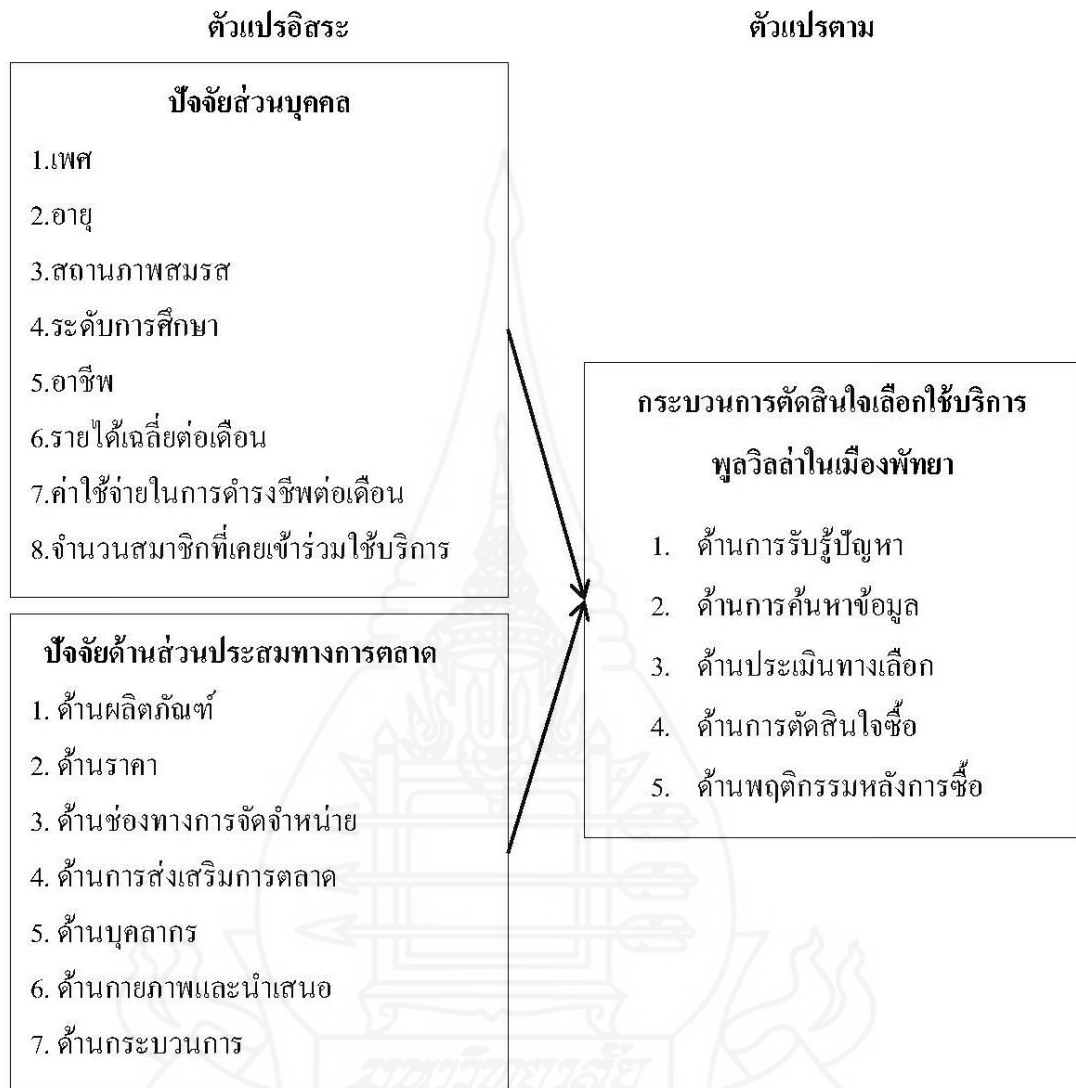 ตัวแปรอิสระ
ตัวแปรตาม
ปัจจัยส่วนบุคคล
1.เพศ
2.อายุ
3.สถานภาพสมรส
4.ระดับการศึกษา
5.อาชีพ
6.รายได้เฉลี่ยต่อเดือน
7.ค่าใช้จ่ายในการดำรงชีพต่อเดือน
8.จำนวนสมาชิกที่เคยเข้าร่วมใช้บริการ
ปัจจัยด้านส่วนประสมทางการตลาด
1. ด้านผลิตภัณฑ์
2. ด้านราคา
3. ด้านช่องทางการจัดจำหน่าย
4. ด้านการส่งเสริมการตลาด
5. ด้านบุคลากร
6. ด้านกายภาพและนำเสนอ
7. ด้านกระบวนการ
กระบวนการตัดสินใจเลือกใช้บริการ
พูลวิลล่าในเมืองพัทยา
1. ด้านการรับรู้ปัญหา
2. ด้านการค้นหาข้อมูล
3. ด้านประเมินทางเลือก
4. ด้านการตัดสินใจซื้อ
5. ด้านพฤติกรรมหลังการซื้อ
มหาวิทยาลัย